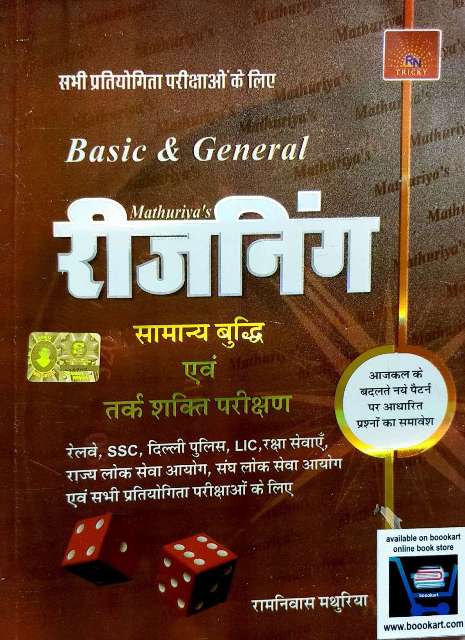 RN
TRICKY
सभी प्रतियोगिता परीक्षाओं के लिए
Basic & General
Mathuriya's
रीजनिंग
सामान्य बुद्धि
एवं
तर्क शक्ति परीक्षण
आजकल के
बदलते नये पैटर्न
पर आधारित
प्रश्नों का समावेश
रेलवे, SSC, दिल्ली पुलिस, LIC,रक्षा सेवाएँ,
राज्य लोक सेवा आयोग, संघ लोक सेवा आयोग
एवं सभी प्रतियोगिता परीक्षाओं के लिए
रामनिवास मथुरिया
available on boookart
online book store
boookart
www.boookart.com